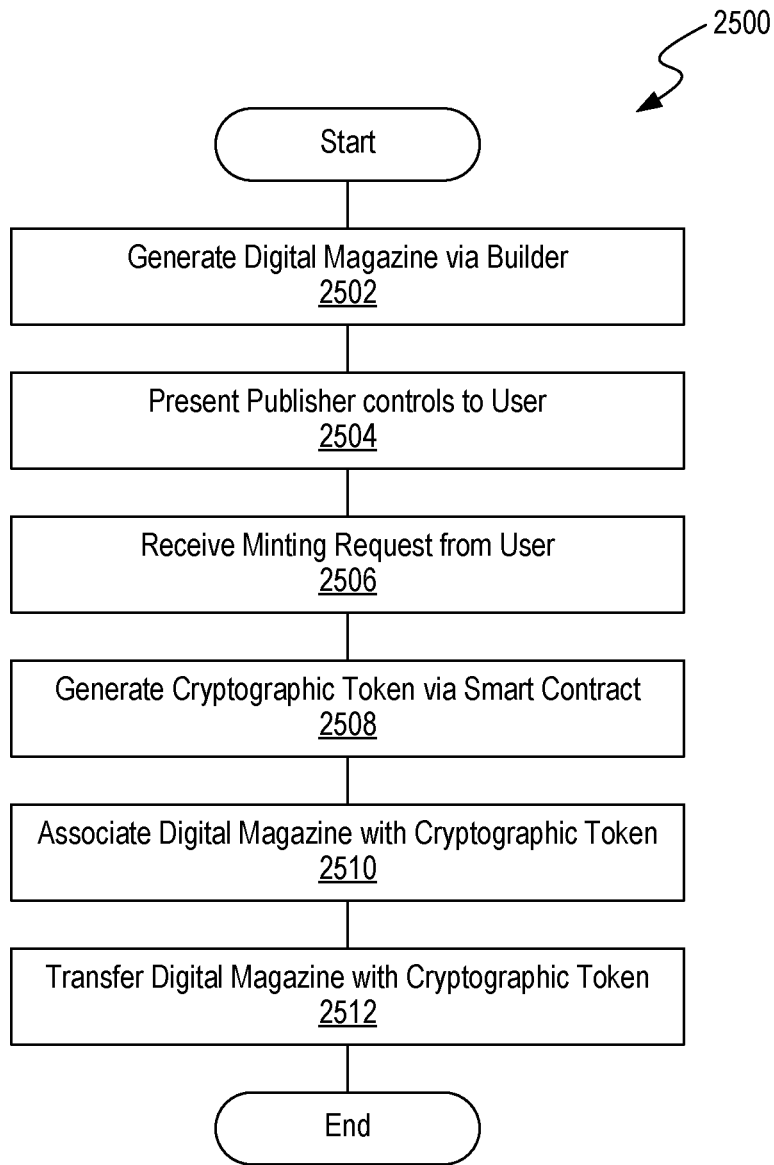 2500
Start
Generate Digital Magazine via Builder
2502
Present Publisher controls to User
2504
Receive Minting Request from User
2506
Generate Cryptographic Token via Smart Contract
2508
Associate Digital Magazine with Cryptographic Token
2510
Transfer Digital Magazine with Cryptographic Token
2512
End